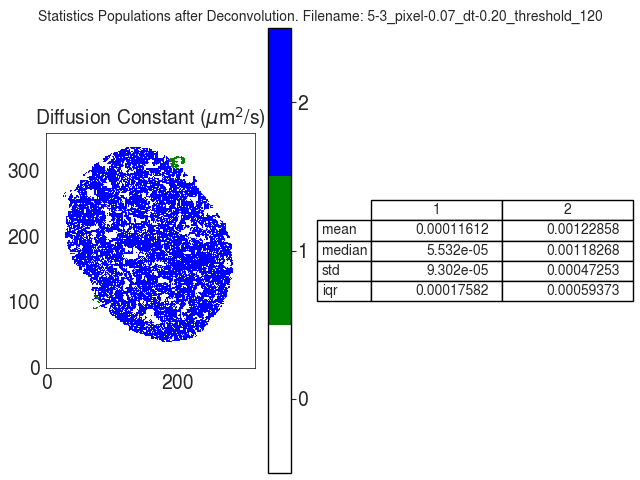 Statistics Populations after Deconvolution. Filename: 5-3_pixel-0.07_dt-0.20_threshold_120
Diffusion Constant (μm²/s)
300
200
100
0
0 200
2
1
0
1 2
mean 0.00011612 0.00122858
median 5.532e-05 0.00118268
std 9.302e-05 0.00047253
iqr 0.00017582 0.00059373